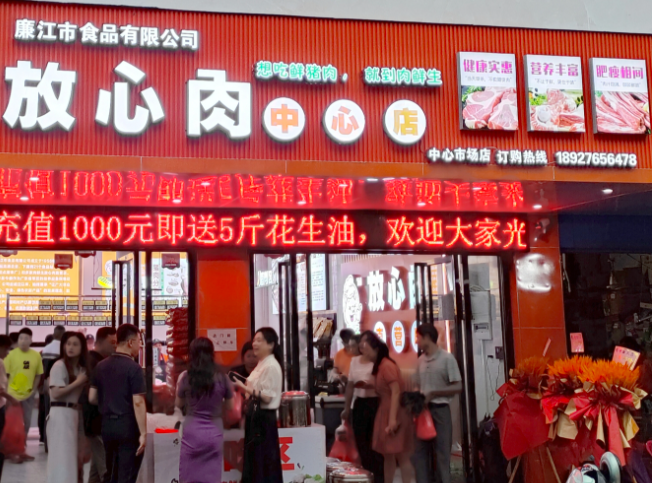 廉江市食品有限公司
想吃鲜猪肉，就到肉鲜生
放心肉 中心店
健康实惠
营养丰富
肥瘦相间
中心市场店 订购热线 18927656478
充值1000元即送5斤花生油，欢迎大家光
放心肉